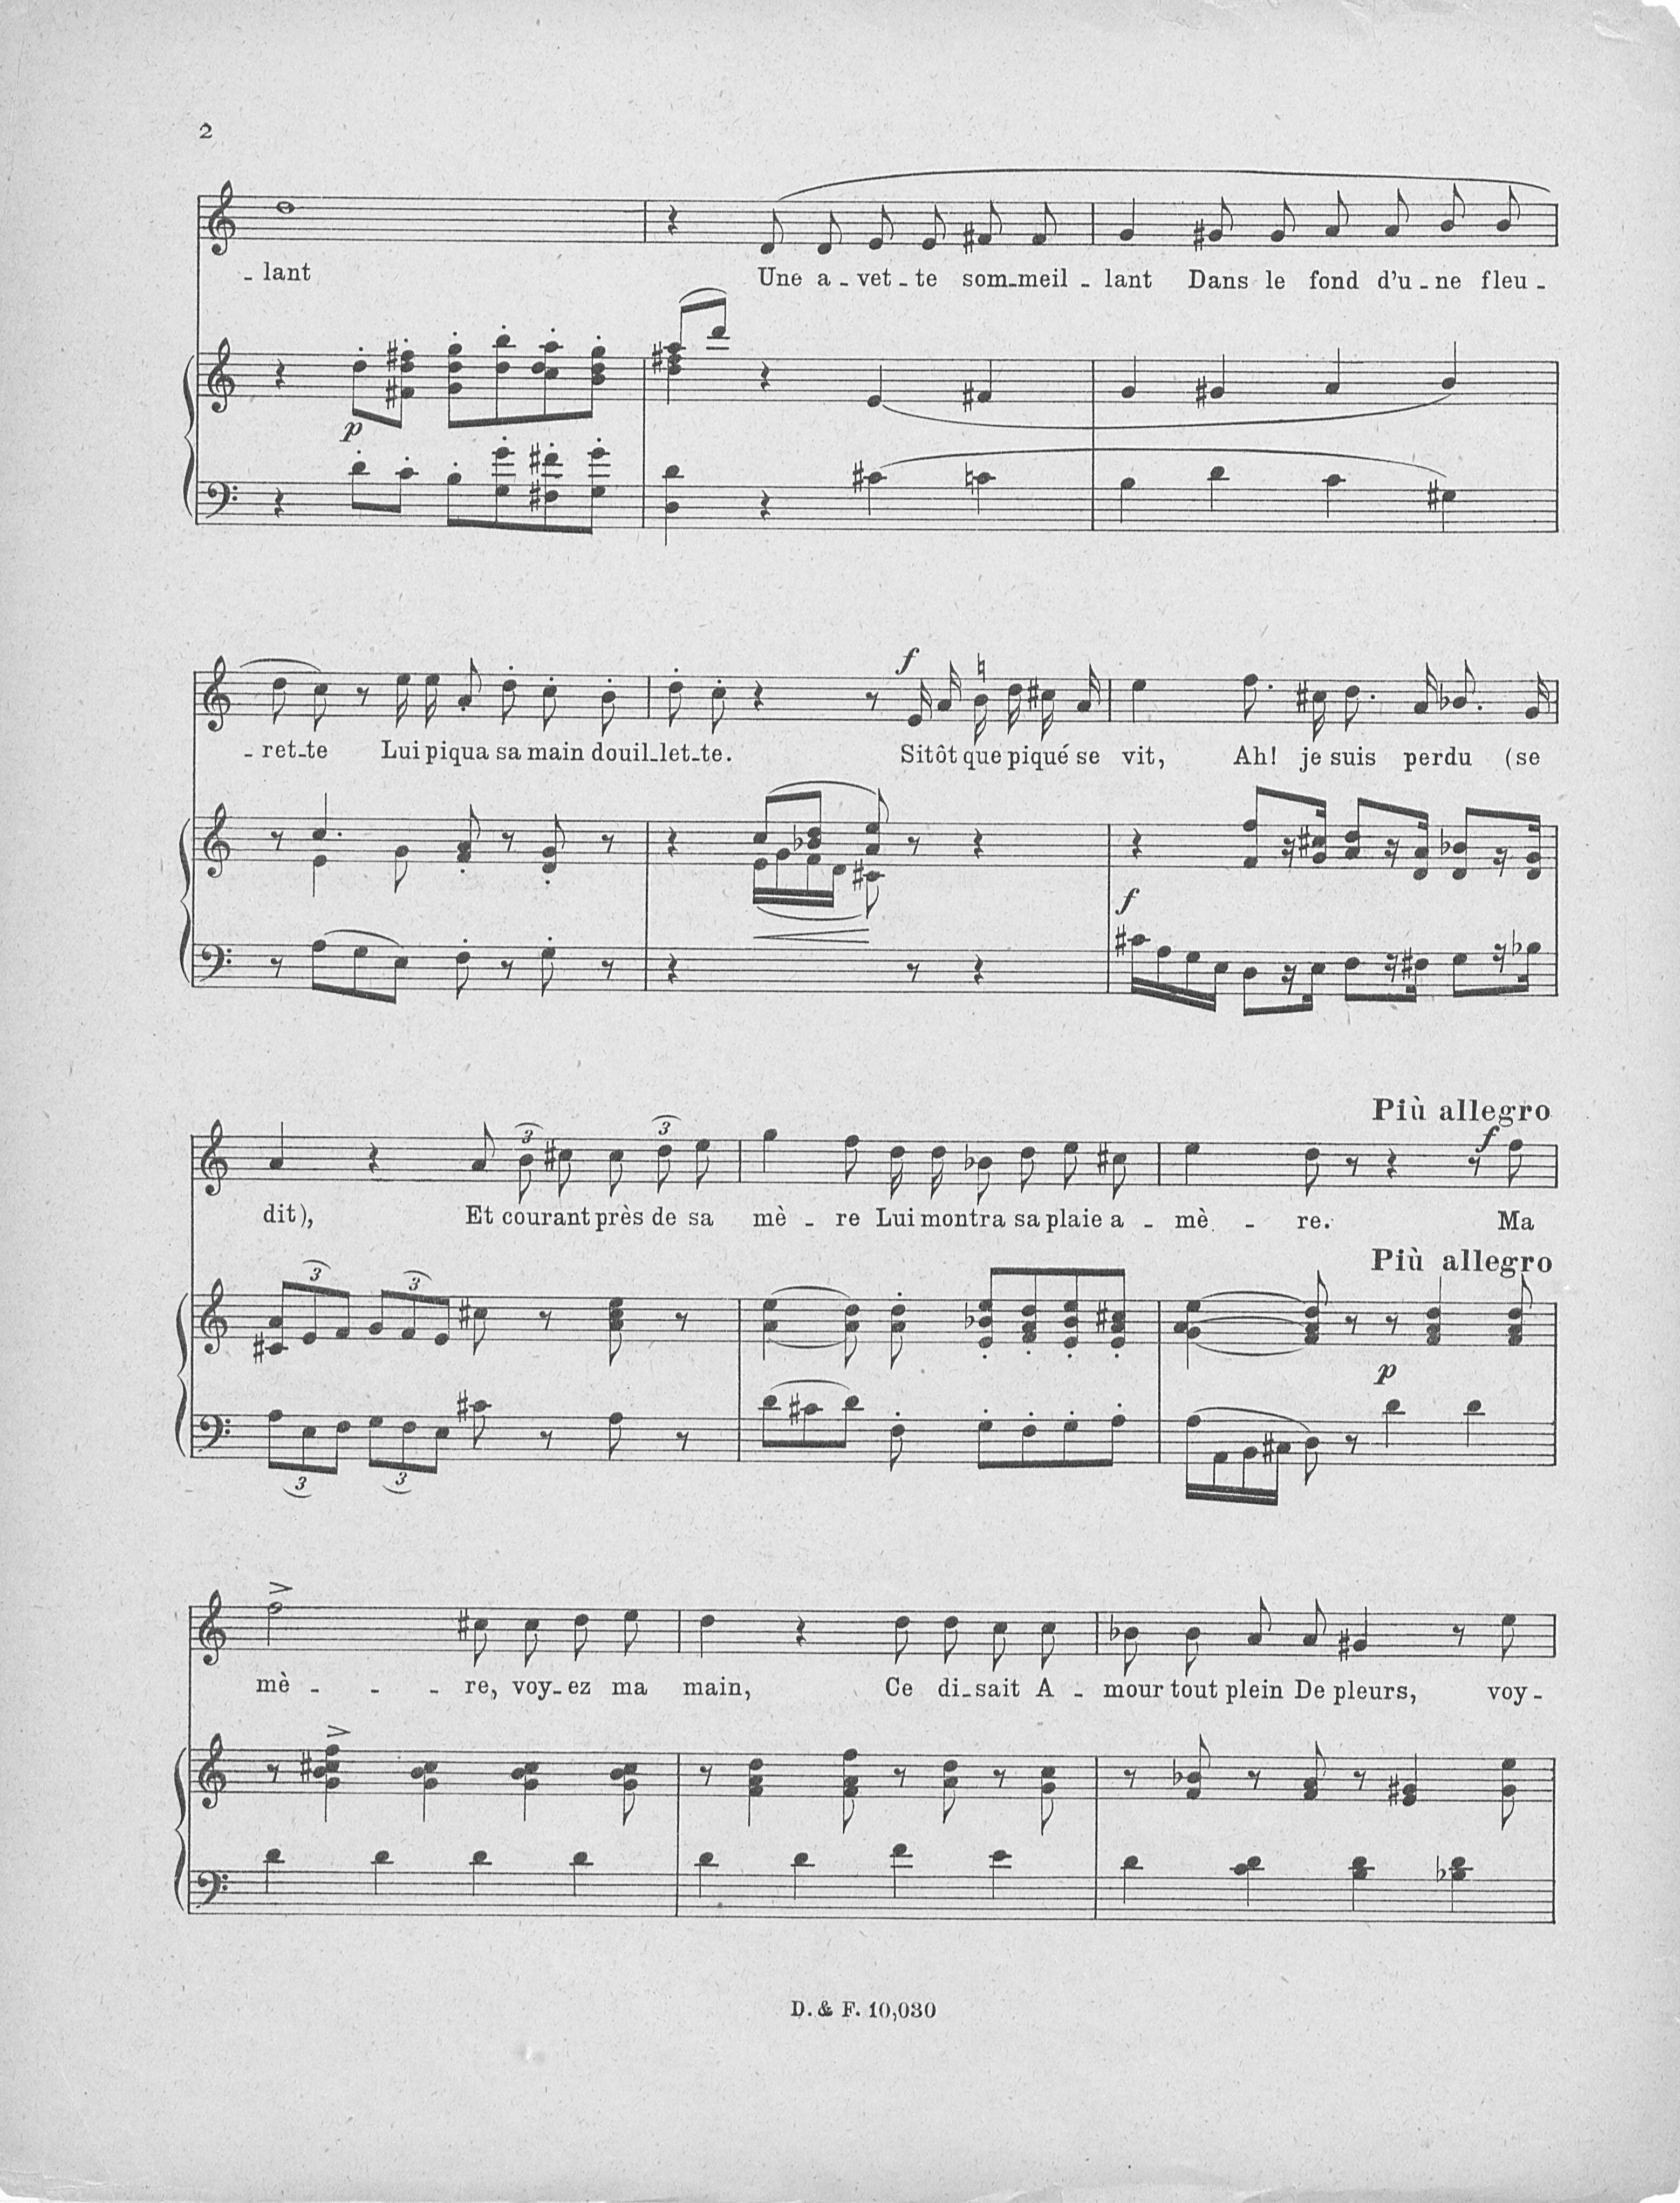 2
- lant Une a - vet - te som - meil - lant Dans le fond d'u - ne fleu -
p
f
- ret - te Lui piqua sa main douil - let - te. Sitôt que piqué se vit, Ah! je suis perdu (se
f
Più allegro
3 3 f
dit), Et courant près de sa mè - re Lui montra sa plaie a - mè - re. Ma
Più allegro
3 3
p
3 3
mè - - - re, voy - ez ma main, Ce di - sait A - mour tout plein De pleurs, voy -
D. & F. 10,030